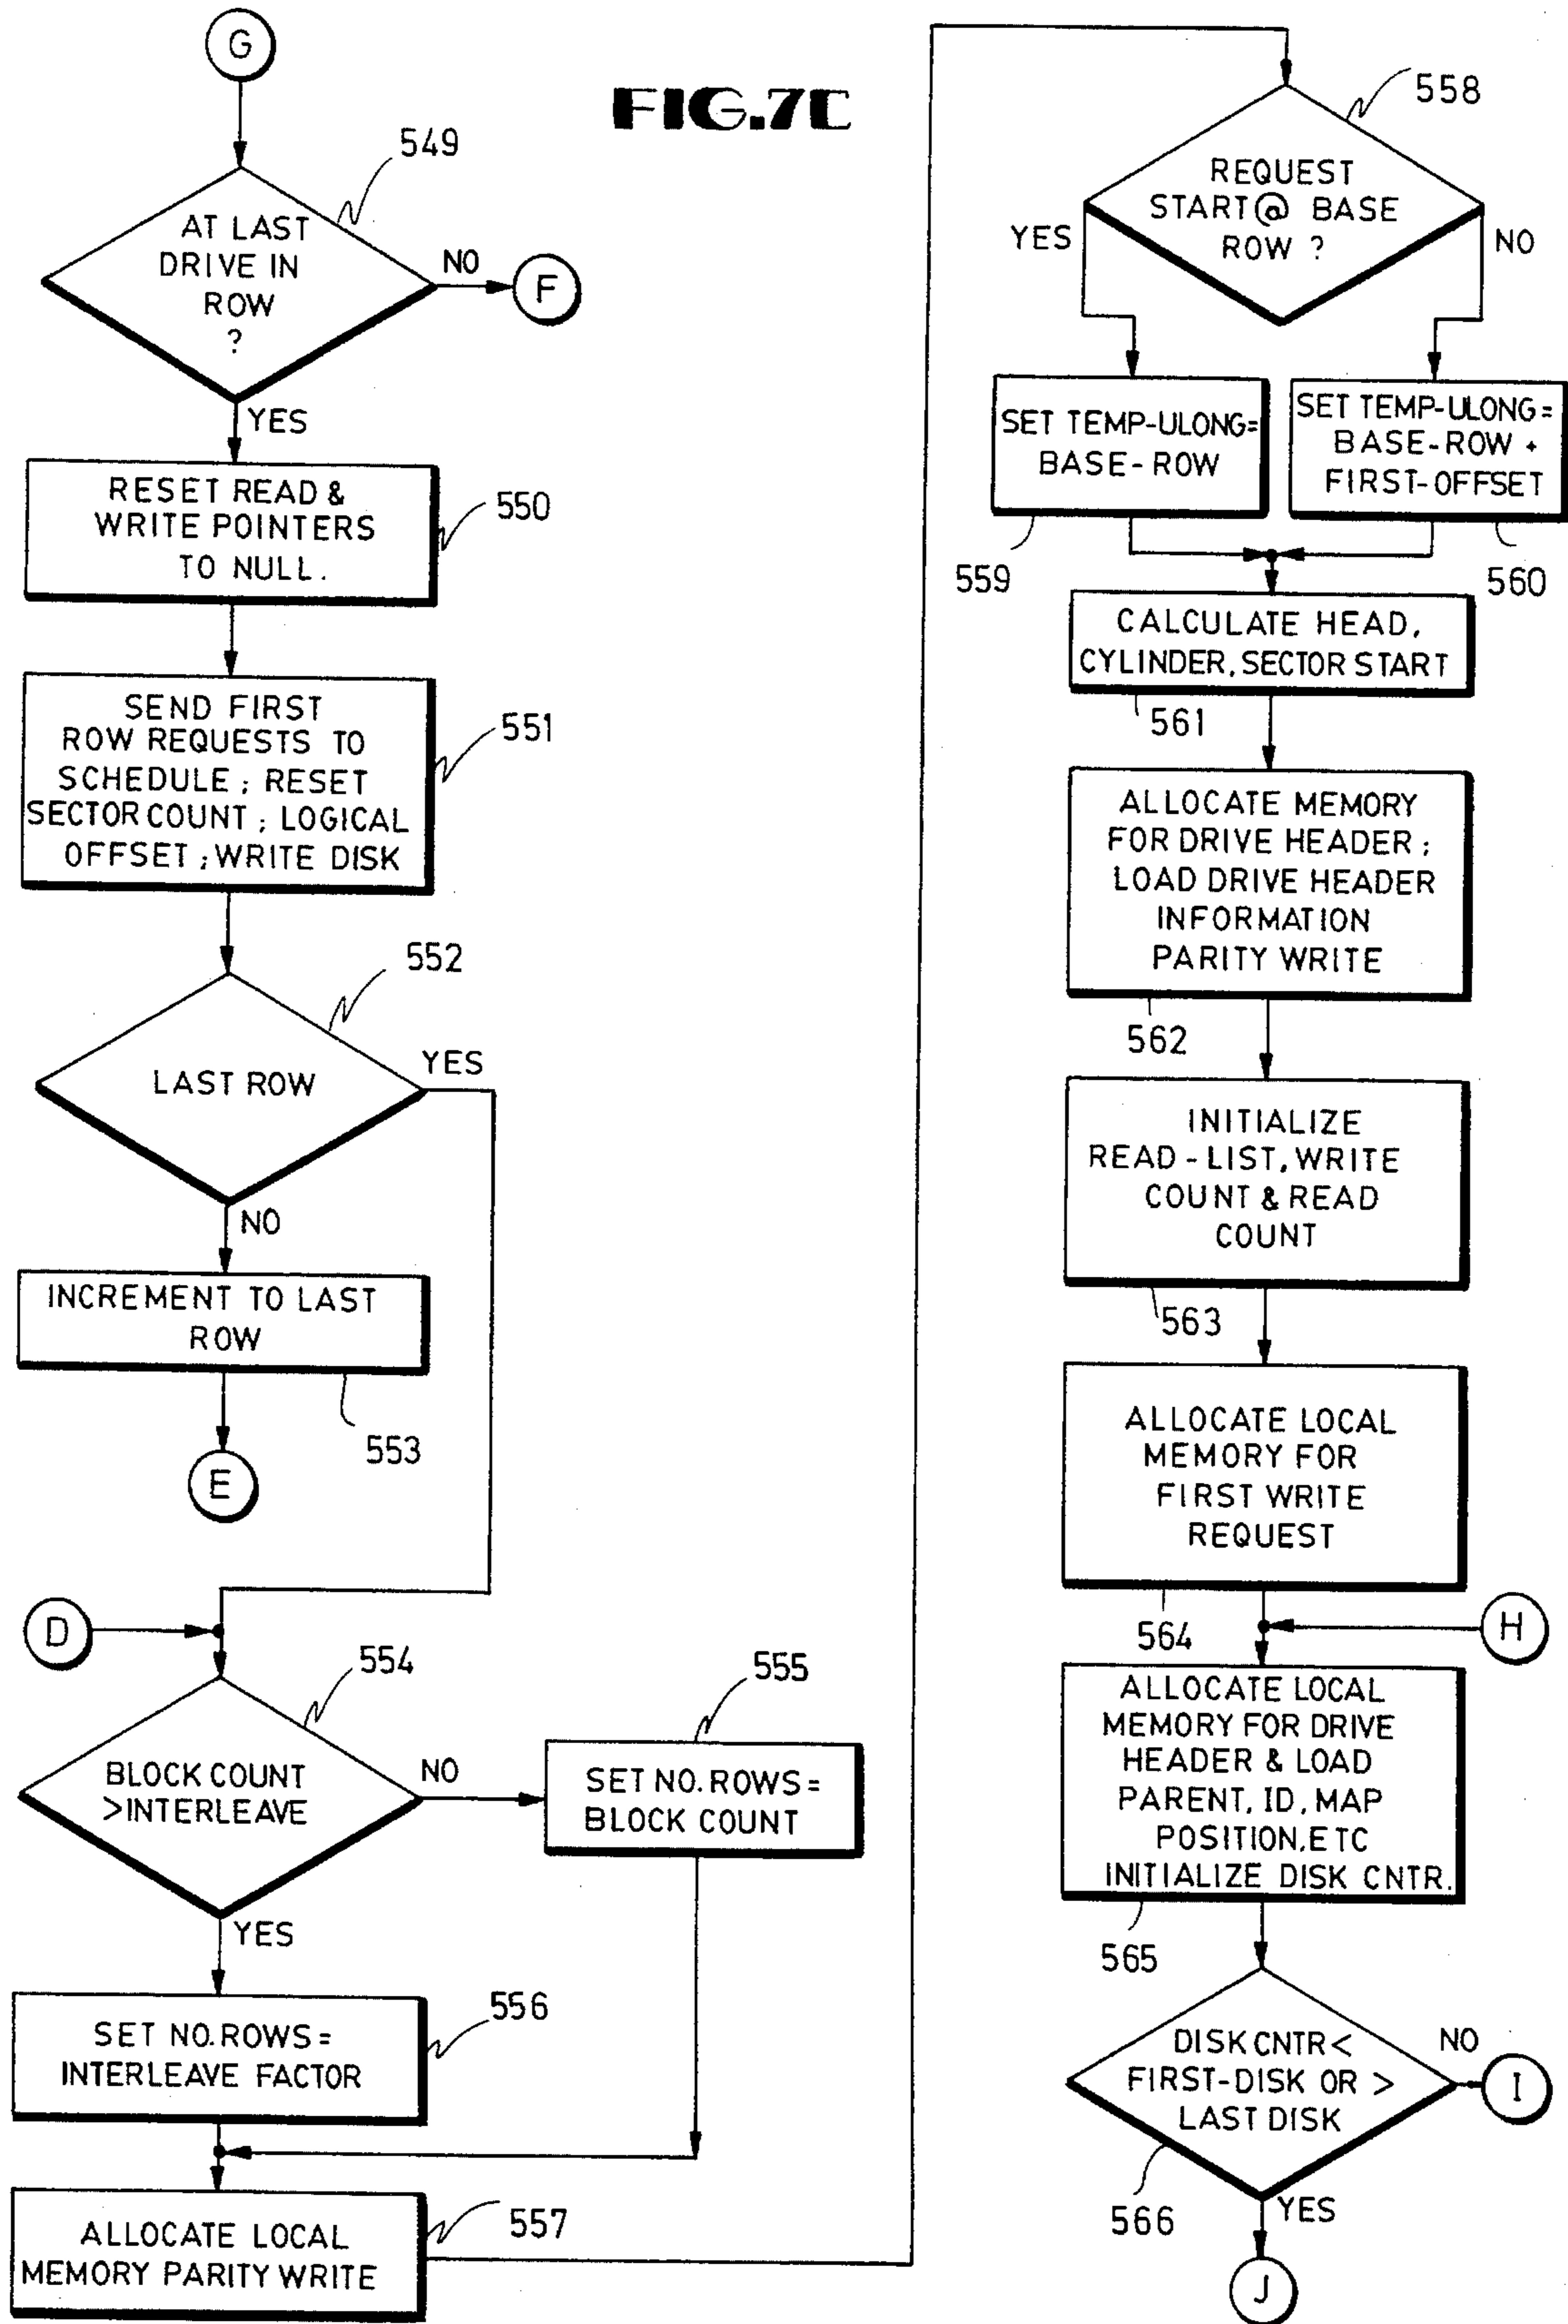 G
FIG.7C
549
AT LAST
DRIVE IN
ROW
?
NO
F
YES
RESET READ &
WRITE POINTERS
TO NULL.
550
SEND FIRST
ROW REQUESTS TO
SCHEDULE ; RESET
SECTOR COUNT ; LOGICAL
OFFSET ; WRITE DISK
551
552
LAST ROW
YES
NO
INCREMENT TO LAST
ROW
553
E
D
554
BLOCK COUNT
>INTERLEAVE
NO
555
SET NO. ROWS =
BLOCK COUNT
YES
556
SET NO. ROWS =
INTERLEAVE FACTOR
557
ALLOCATE LOCAL
MEMORY PARITY WRITE
558
REQUEST
START @ BASE
ROW ?
YES
NO
SET TEMP-ULONG=
BASE-ROW
559
SET TEMP-ULONG=
BASE-ROW +
FIRST-OFFSET
560
CALCULATE HEAD,
CYLINDER, SECTOR START
561
ALLOCATE MEMORY
FOR DRIVE HEADER ;
LOAD DRIVE HEADER
INFORMATION
PARITY WRITE
562
INITIALIZE
READ-LIST, WRITE
COUNT & READ
COUNT
563
ALLOCATE LOCAL
MEMORY FOR
FIRST WRITE
REQUEST
564
H
ALLOCATE LOCAL
MEMORY FOR DRIVE
HEADER & LOAD
PARENT, ID, MAP
POSITION, ETC
INITIALIZE DISK CNTR.
565
DISK CNTR <
FIRST-DISK OR >
LAST DISK
NO
I
566
YES
J